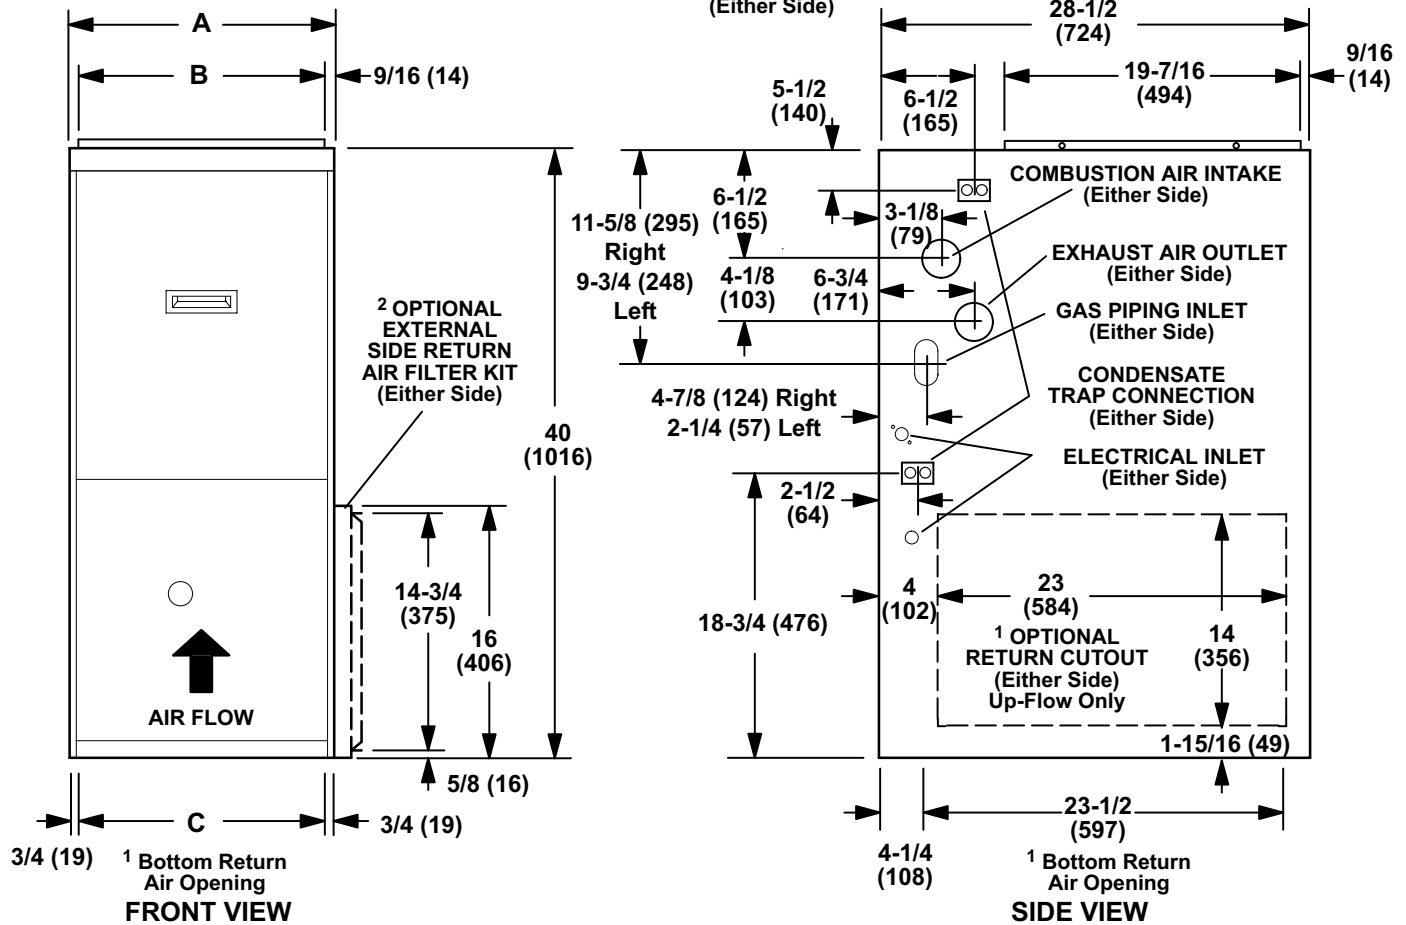 A
B
9/16 (14)
2 OPTIONAL
EXTERNAL
SIDE RETURN
AIR FILTER KIT
(Either Side)
40
(1016)
14-3/4
(375)
16
(406)
AIR FLOW
5/8 (16)
C
3/4 (19)
3/4 (19)
1 Bottom Return
Air Opening
FRONT VIEW
(Either Side)
28-1/2
(724)
9/16
(14)
19-7/16
(494)
5-1/2
(140)
6-1/2
(165)
COMBUSTION AIR INTAKE
(Either Side)
6-1/2
(165)
3-1/8
(79)
11-5/8 (295)
Right
9-3/4 (248)
Left
EXHAUST AIR OUTLET
(Either Side)
4-1/8
(103)
6-3/4
(171)
GAS PIPING INLET
(Either Side)
4-7/8 (124) Right
2-1/4 (57) Left
CONDENSATE
TRAP CONNECTION
(Either Side)
ELECTRICAL INLET
(Either Side)
2-1/2
(64)
18-3/4 (476)
4
(102)
23
(584)
1 OPTIONAL
RETURN CUTOUT
(Either Side)
Up-Flow Only
14
(356)
1-15/16 (49)
23-1/2
(597)
4-1/4
(108)
1 Bottom Return
Air Opening
SIDE VIEW